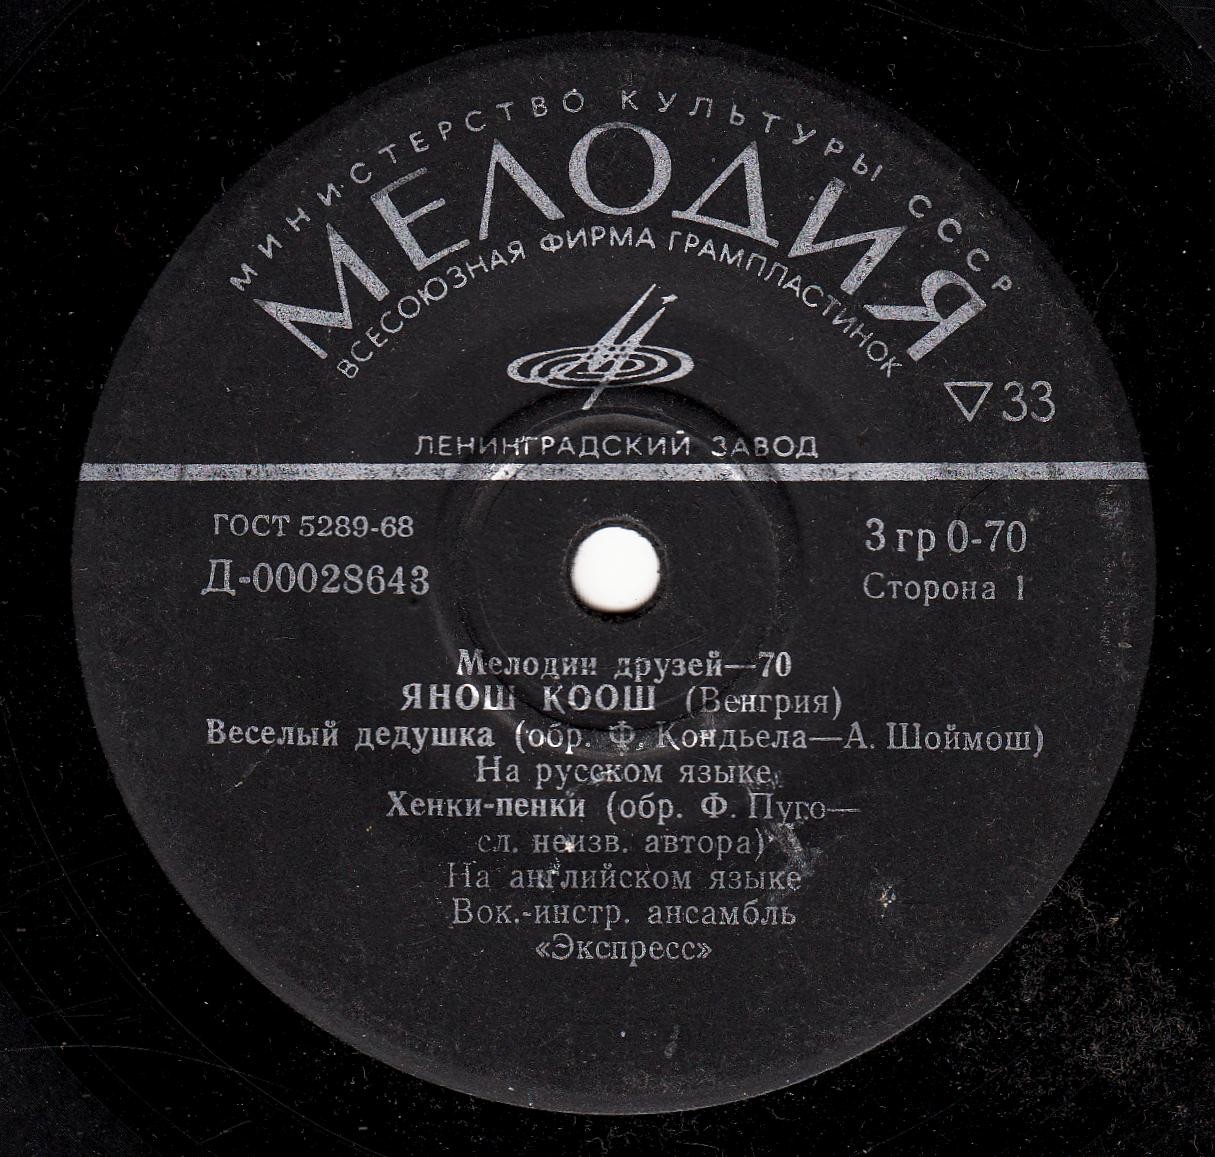 МИНИСТЕРСТВО КУЛЬТУРЫ СССР
МЕЛОДИЯ
ВСЕСОЮЗНАЯ ФИРМА ГРАМПЛАСТИНОК
▽33
ЛЕНИНГРАДСКИЙ ЗАВОД
ГОСТ 5289-68
3 гр 0-70
Д-00028643
Сторона 1
Мелодии друзей—70
ЯНОШ КООШ (Венгрия)
Веселый дедушка (обр. Ф. Кондьела—А. Шоймош)
На русском языке
Хенки-пенки (обр. Ф. Пуго—
сл. неизв. автора)
На английском языке
Вок.-инстр. ансамбль
«Экспресс»